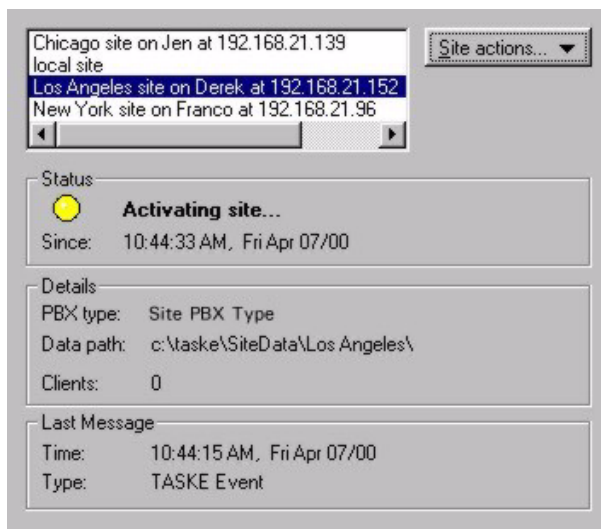 Chicago site on Jen at 192.168.21.139
local site
Los Angeles site on Derek at 192.168.21.152
New York site on Franco at 192.168.21.96
Site actions...
Status
Activating site...
Since: 10:44:33 AM, Fri Apr 07/00
Details
PBX type: Site PBX Type
Data path: c:\taske\SiteData\Los Angeles\
Clients: 0
Last Message
Time: 10:44:15 AM, Fri Apr 07/00
Type: TASKE Event